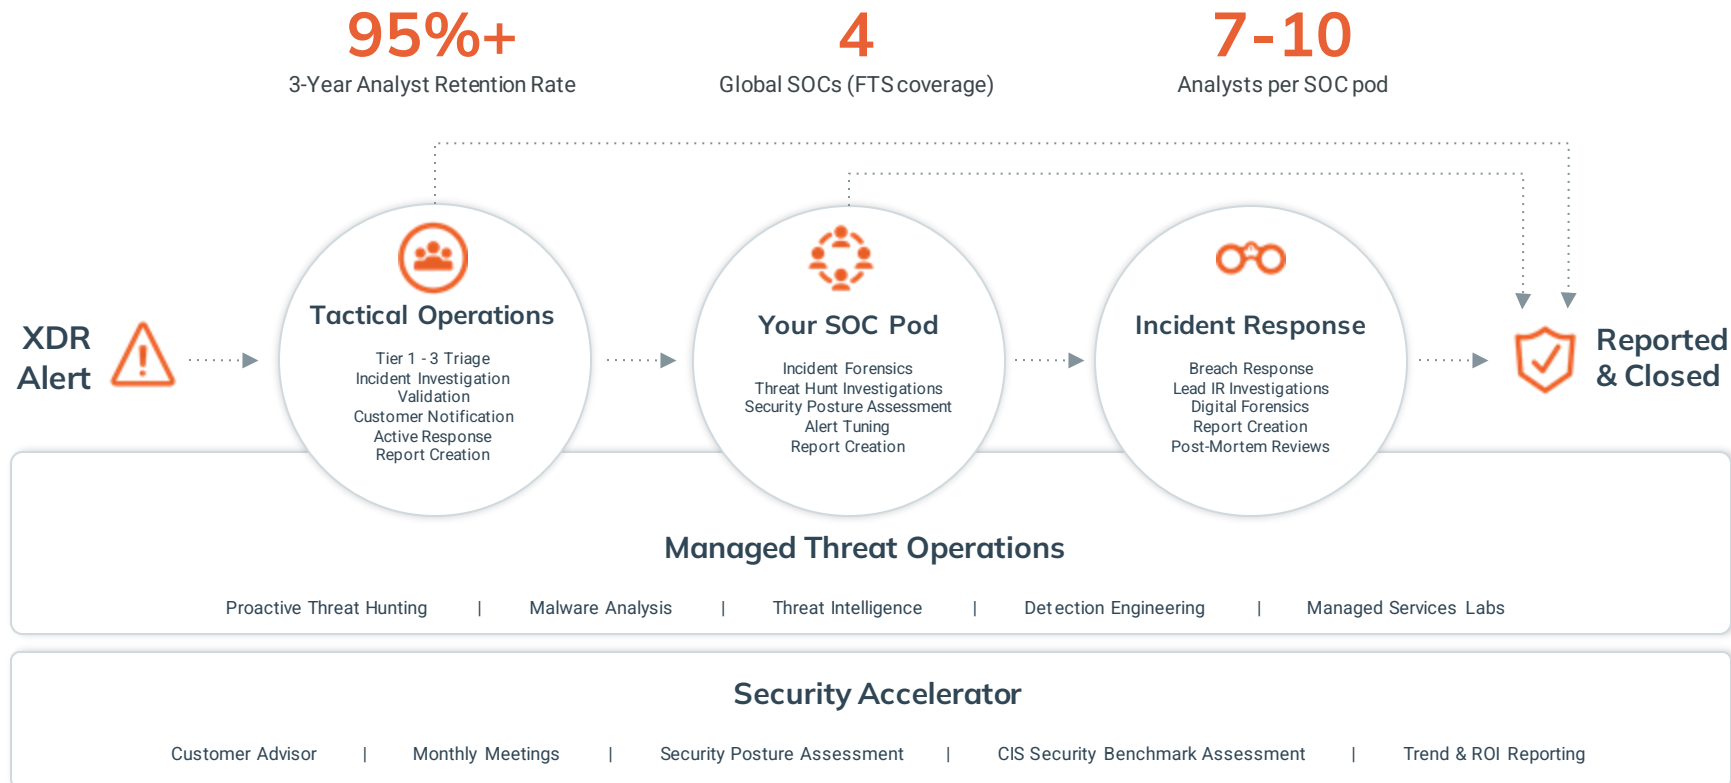 95%+
3-Year Analyst Retention Rate
4
Global SOCs (FTS coverage)
7-10
Analysts per SOC pod
XDR
Alert
Tactical Operations
Tier 1 - 3 Triage
Incident Investigation
Validation
Customer Notification
Active Response
Report Creation
Your SOC Pod
Incident Forensics
Threat Hunt Investigations
Security Posture Assessment
Alert Tuning
Report Creation
Incident Response
Breach Response
Lead IR Investigations
Digital Forensics
Report Creation
Post-Mortem Reviews
Reported
& Closed
Managed Threat Operations
Proactive Threat Hunting | Malware Analysis | Threat Intelligence | Detection Engineering | Managed Services Labs
Security Accelerator
Customer Advisor | Monthly Meetings | Security Posture Assessment | CIS Security Benchmark Assessment | Trend & ROI Reporting